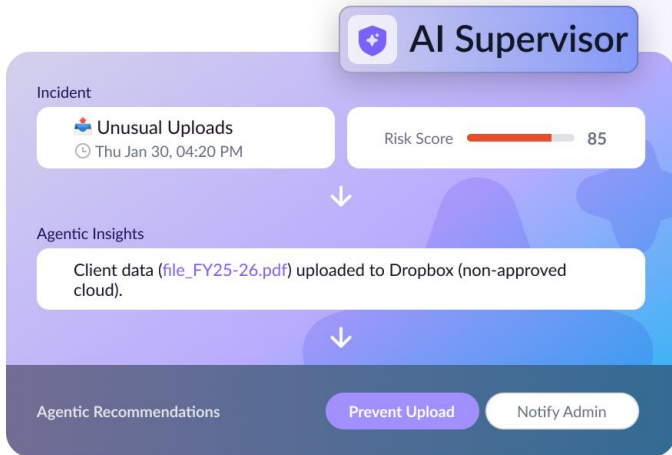 AI Supervisor
Incident
Unusual Uploads
Thu Jan 30, 04:20 PM
Risk Score 85
Agentic Insights
Client data (file_FY25-26.pdf) uploaded to Dropbox (non-approved
cloud).
Agentic Recommendations
Prevent Upload
Notify Admin